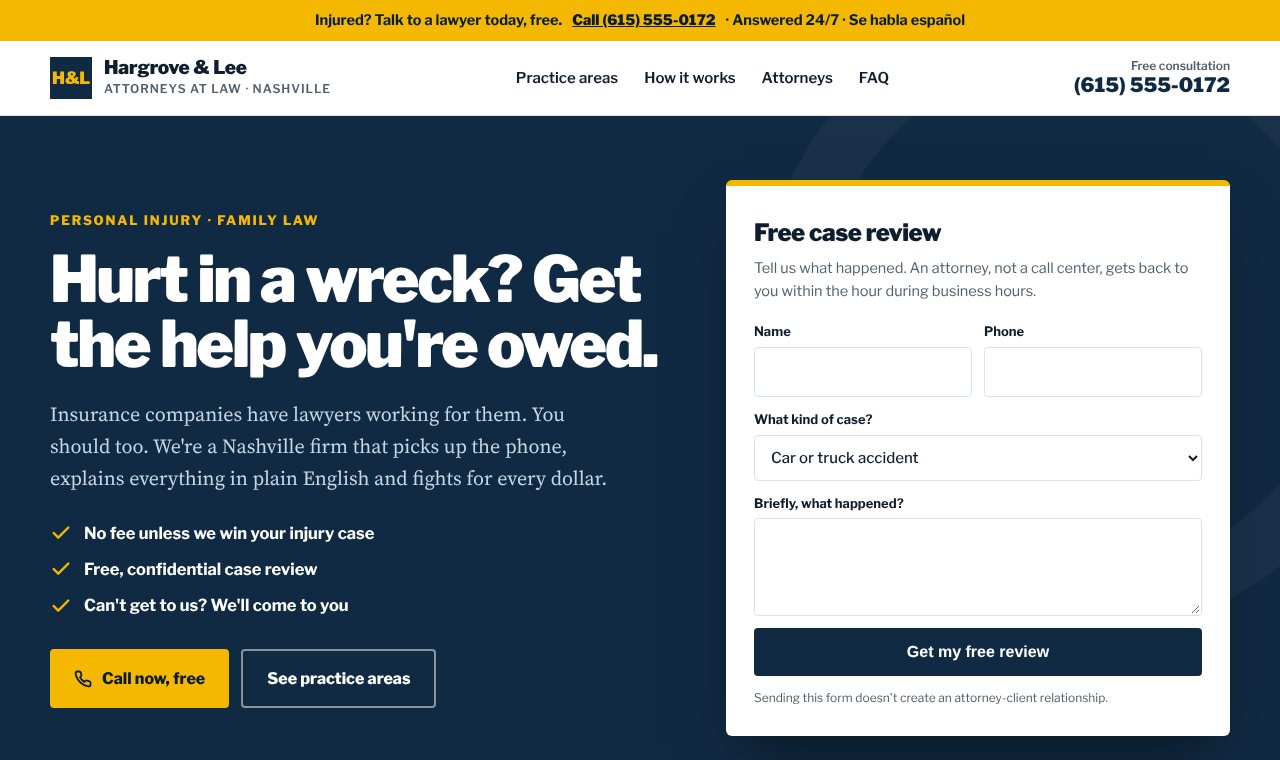 Injured? Talk to a lawyer today, free. Call (615) 555-0172 · Answered 24/7 · Se habla español
H&L
Hargrove & Lee
ATTORNEYS AT LAW · NASHVILLE
Practice areas
How it works
Attorneys
FAQ
Free consultation
(615) 555-0172
PERSONAL INJURY · FAMILY LAW
Hurt in a wreck? Get
the help you're owed.
Insurance companies have lawyers working for them. You
should too. We're a Nashville firm that picks up the phone,
explains everything in plain English and fights for every dollar.
No fee unless we win your injury case
Free, confidential case review
Can't get to us? We'll come to you
Call now, free
See practice areas
Free case review
Tell us what happened. An attorney, not a call center, gets back to
you within the hour during business hours.
Name
Phone
What kind of case?
Car or truck accident
Briefly, what happened?
Get my free review
Sending this form doesn't create an attorney-client relationship.